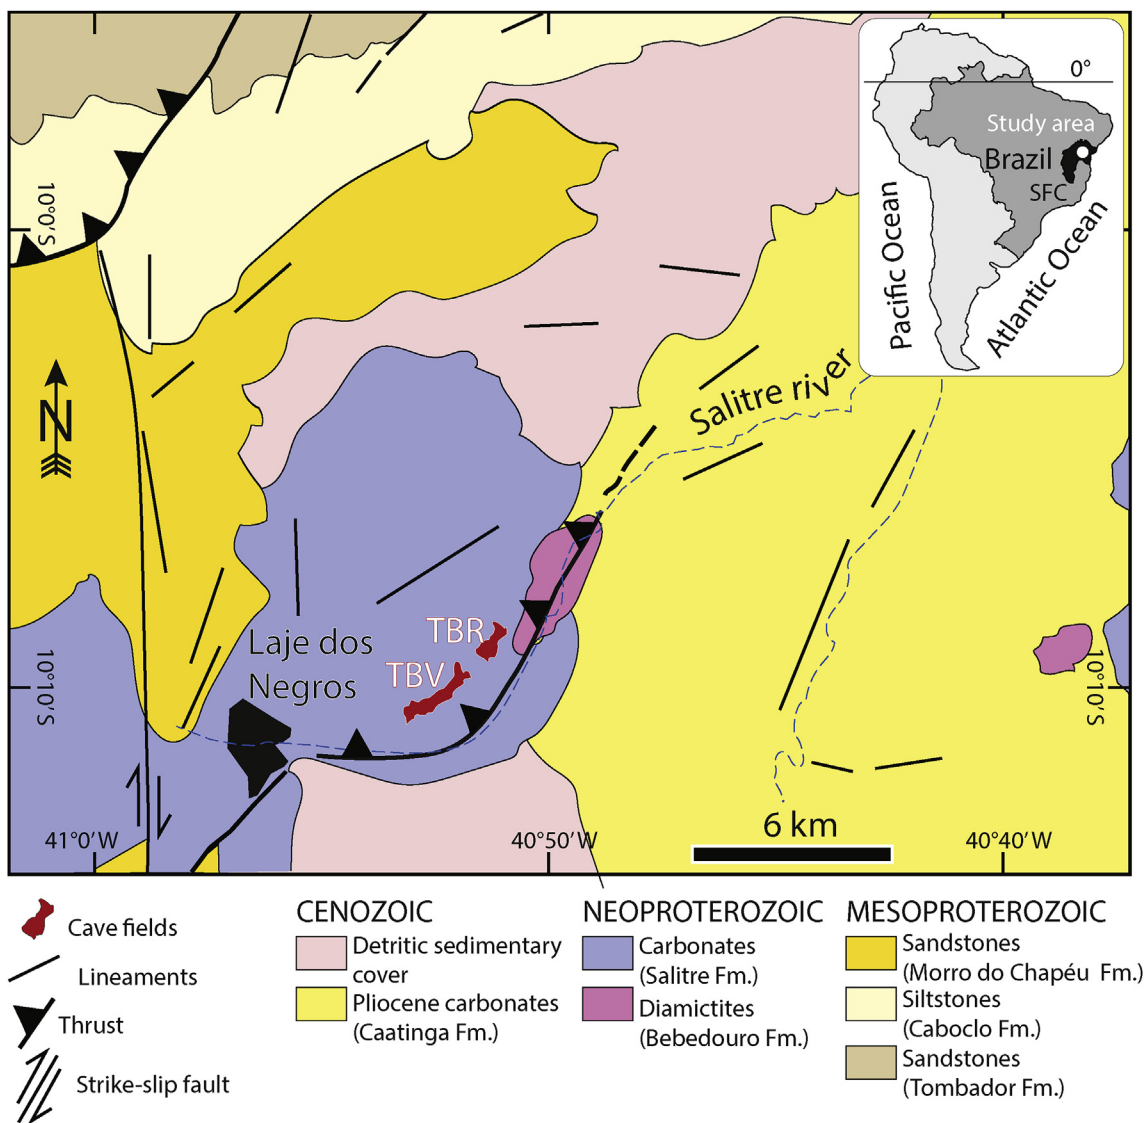 0°
Study area
Brazil
SFC
Pacific Ocean
Atlantic Ocean
10°0'S
N
Salitre river
Laje dos
Negros
TBR
TBV
10°10'S
10°10'S
41°0'W
40°50'W
40°40'W
6 km
Cave fields
Lineaments
Thrust
Strike-slip fault
CENOZOIC
Detritic sedimentary
cover
Pliocene carbonates
(Caatinga Fm.)
NEOPROTEROZOIC
Carbonates
(Salitre Fm.)
Diamictites
(Bebedouro Fm.)
MESOPROTEROZOIC
Sandstones
(Morro do Chapéu Fm.)
Siltstones
(Caboclo Fm.)
Sandstones
(Tombador Fm.)